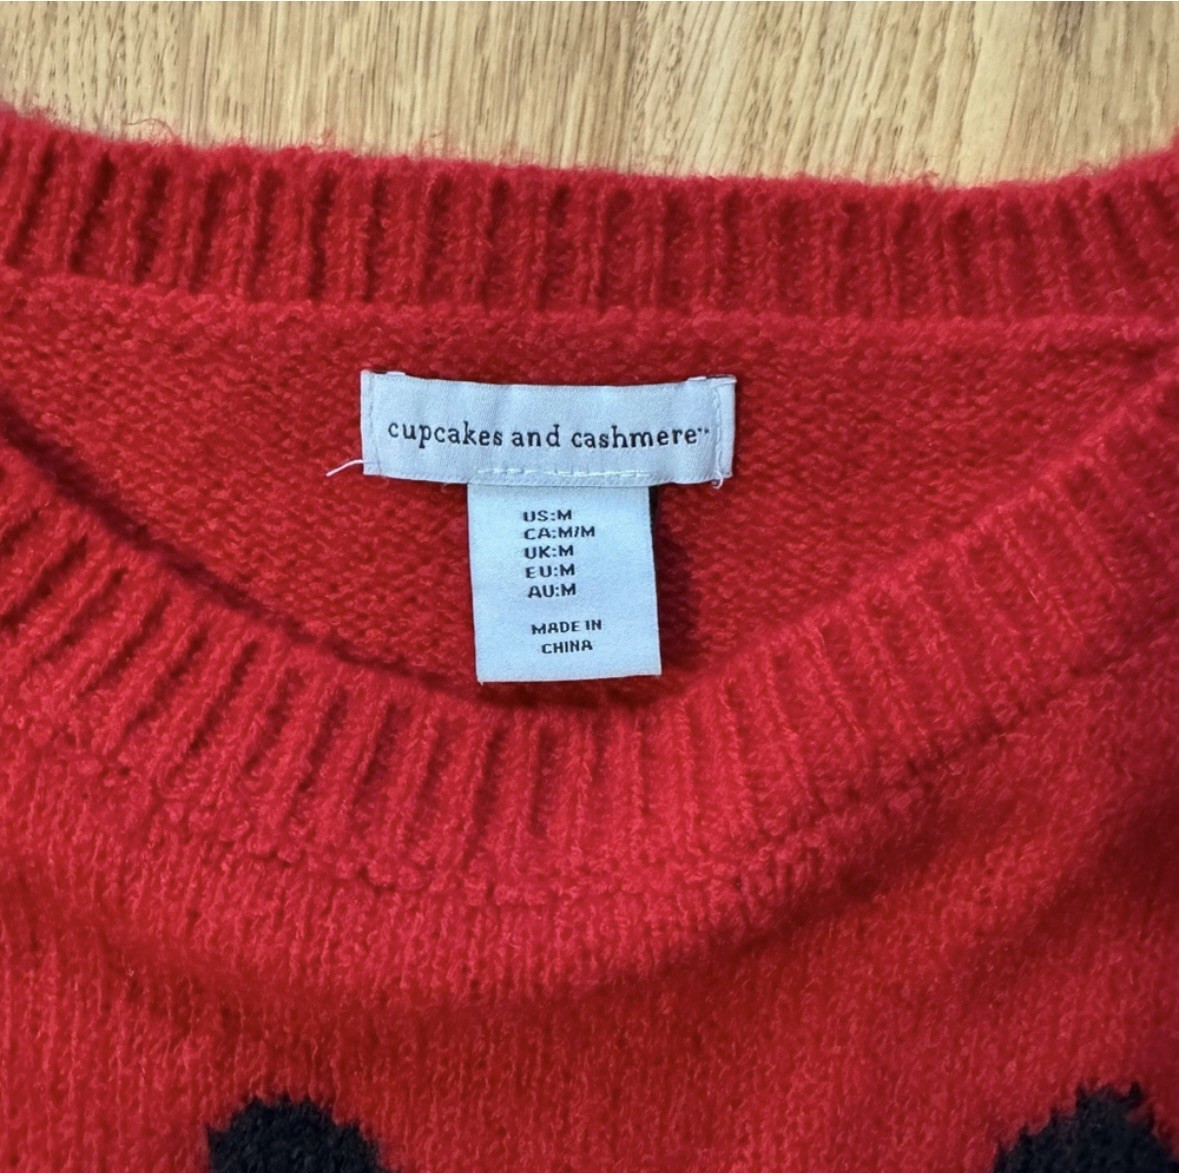 cupcakes and cashmere™
US:M
CA:M/M
UK:M
EU:M
AU:M
MADE IN
CHINA